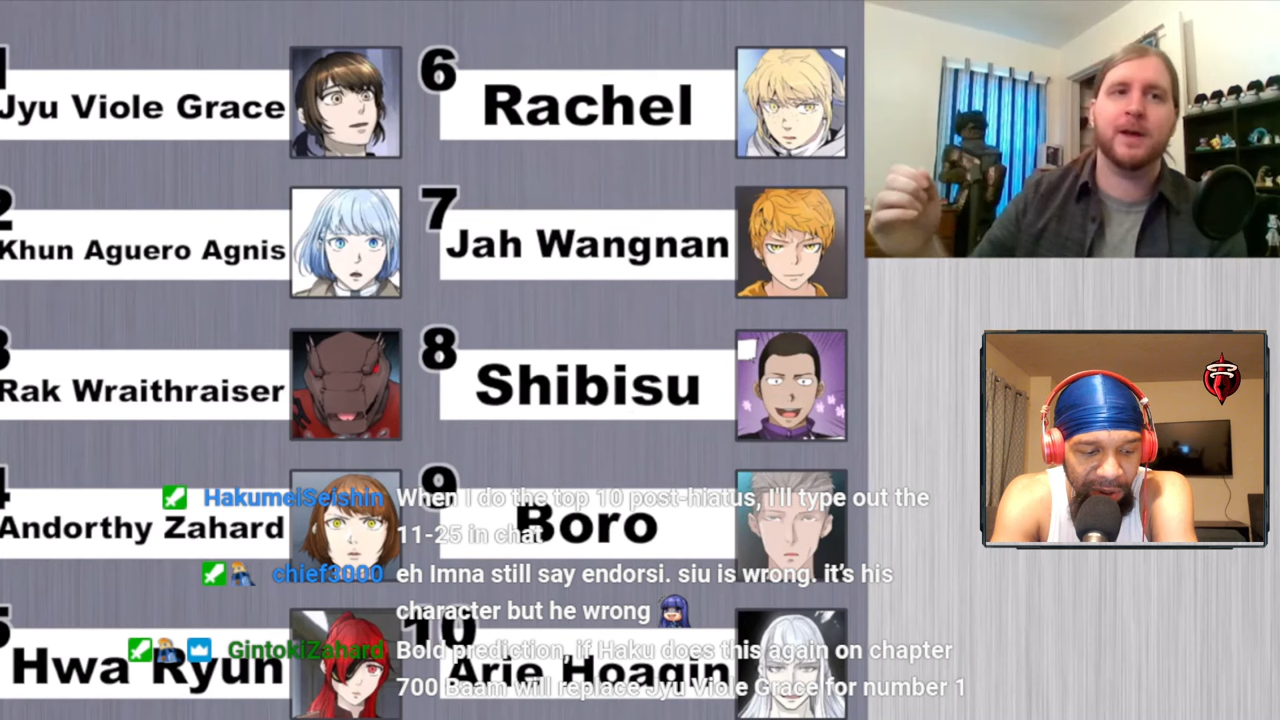 1
Jyu Viole Grace
2
Khun Aguero Agnis
3
Rak Wraithraiser
4
Andorthy Zahard
5
Hwa Ryun
6
Rachel
7
Jah Wangnan
8
Shibisu
9
Boro
10
Arie Hoaqin
HakumeiSeishin When I do the top 10 post-hiatus, I'll type out the
11-25 in chat
chief3000 eh Imna still say endorsi. siu is wrong. it's his
character but he wrong
GintokiZahard Bold prediction, if Haku does this again on chapter
700 Baam will replace Jyu Viole Grace for number 1